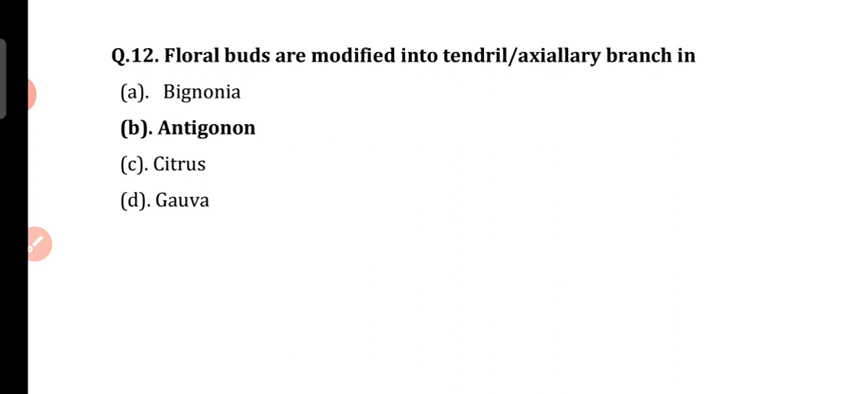 Q.12. Floral buds are modified into tendril/axiallary branch in
(a). Bignonia
(b). Antigonon
(c). Citrus
(d). Gauva